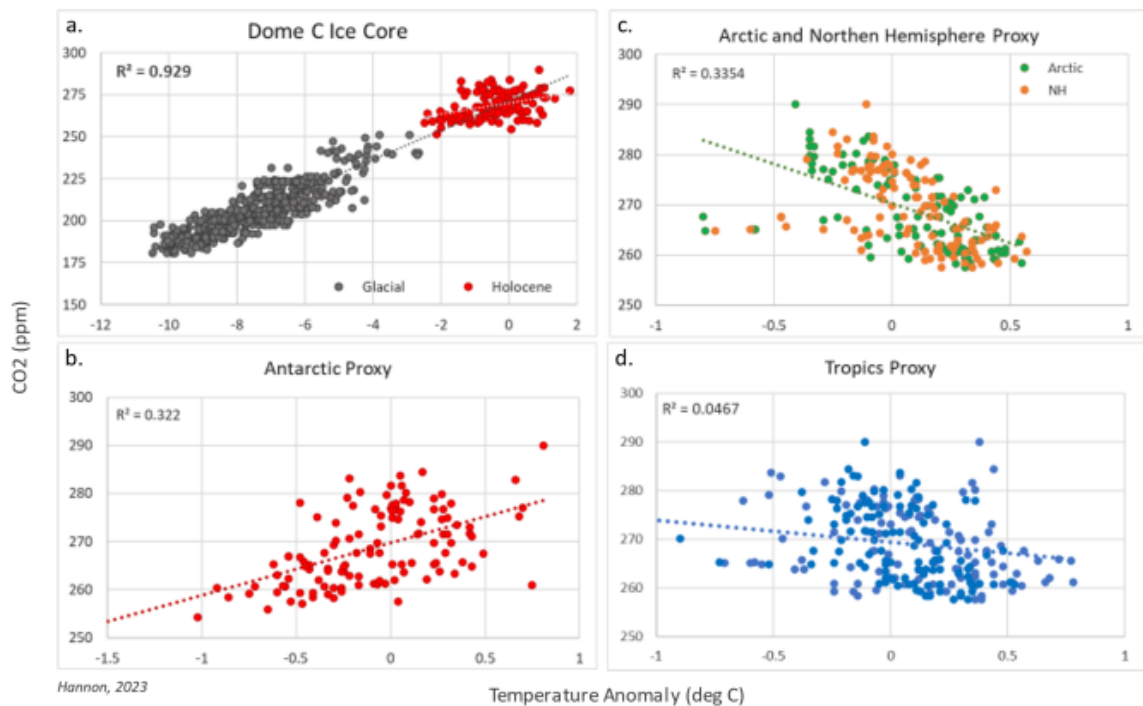 a.
Dome C Ice Core
R² = 0.929
300
275
250
225
200
175
150
Glacial
Holocene
-12
-10
-8
-6
-4
-2
0
2
c.
Arctic and Northen Hemisphere Proxy
R² = 0.3354
Arctic
NH
300
290
280
270
260
250
-1
-0.5
0
0.5
1
CO2 (ppm)
b.
Antarctic Proxy
R² = 0.322
300
290
280
270
260
250
-1.5
-1
-0.5
0
0.5
1
d.
Tropics Proxy
R² = 0.0467
300
290
280
270
260
250
-1
-0.5
0
0.5
1
Hannon, 2023
Temperature Anomaly (deg C)